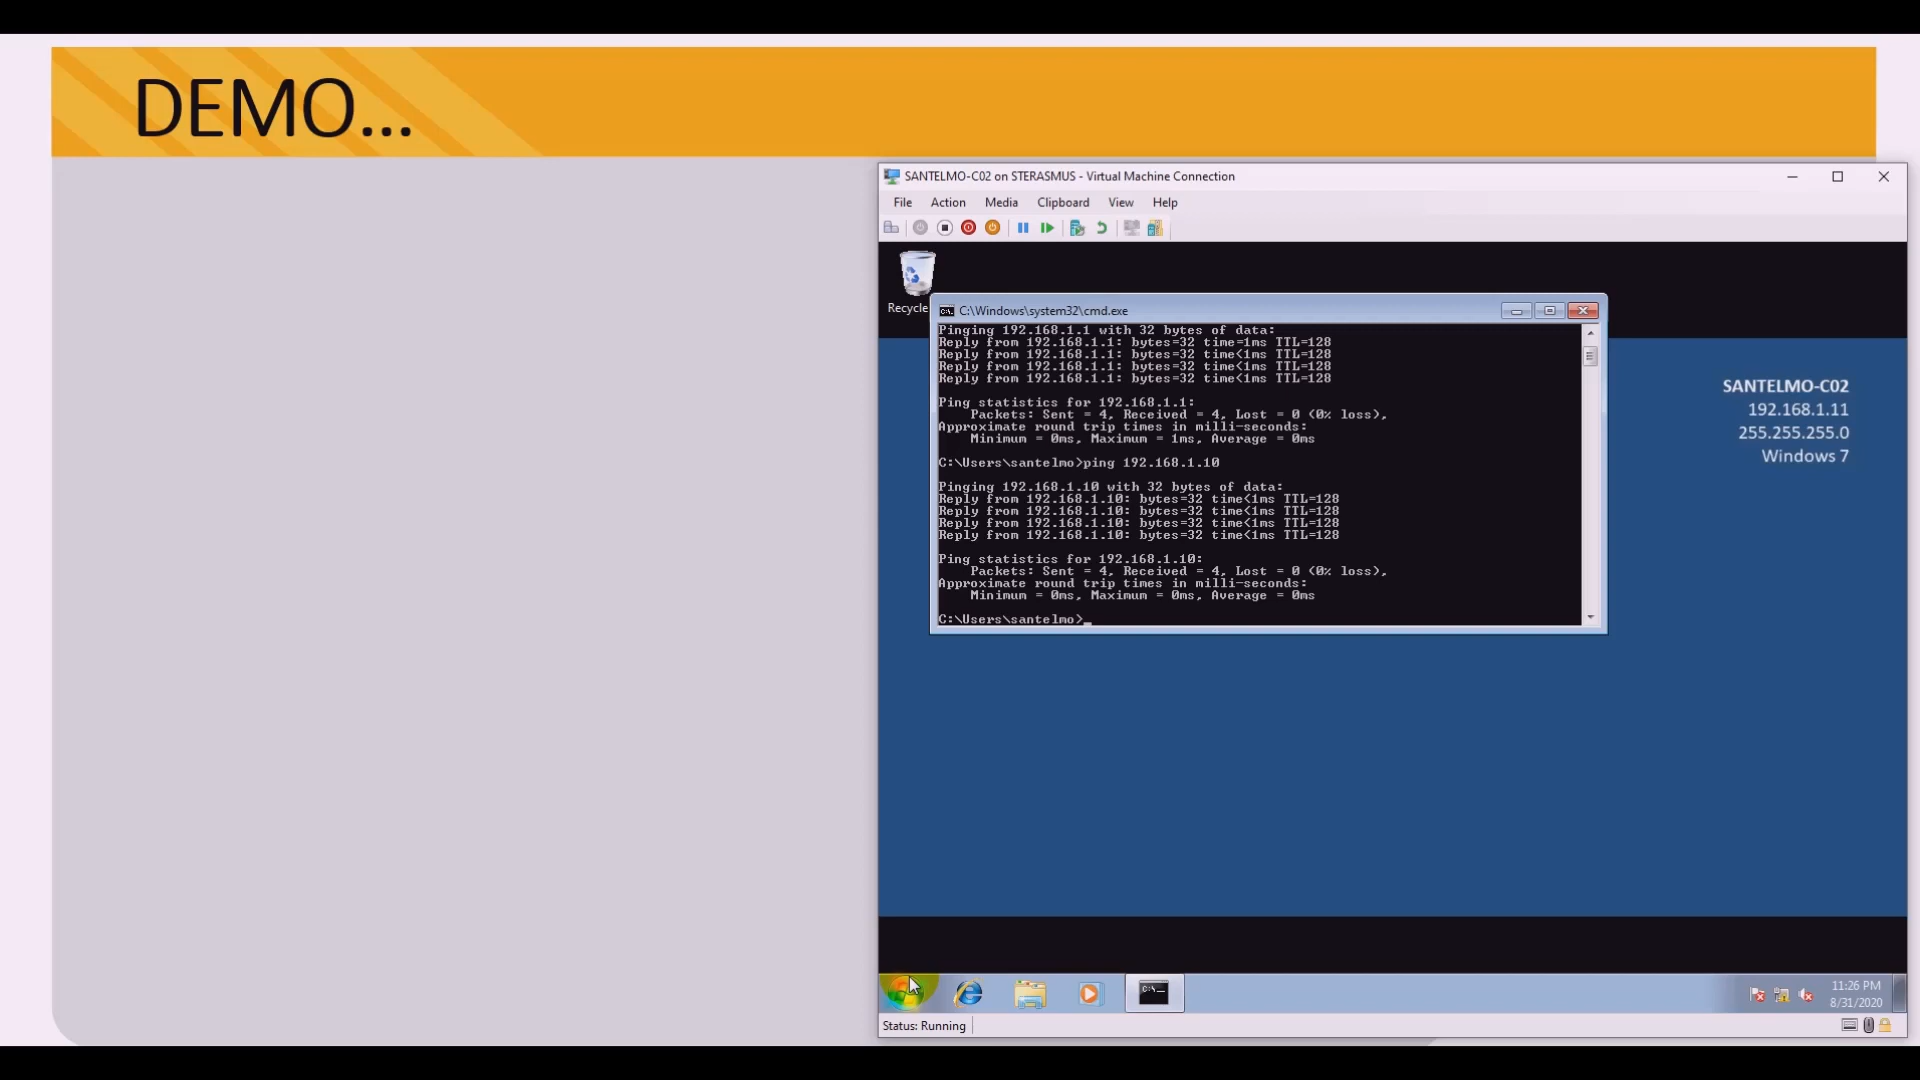 DEMO...
SANTELMO-C02 on STERASMUS - Virtual Machine Connection
File Action Media Clipboard View Help
Recycle
C:\Windows\system32\cmd.exe
Pinging 192.168.1.1 with 32 bytes of data:
Reply from 192.168.1.1: bytes=32 time=1ms TTL=128
Reply from 192.168.1.1: bytes=32 time<1ms TTL=128
Reply from 192.168.1.1: bytes=32 time<1ms TTL=128
Reply from 192.168.1.1: bytes=32 time<1ms TTL=128
Ping statistics for 192.168.1.1:
Packets: Sent = 4, Received = 4, Lost = 0 (0% loss),
Approximate round trip times in milli-seconds:
Minimum = 0ms, Maximum = 1ms, Average = 0ms
C:\Users\santelmo>ping 192.168.1.10
Pinging 192.168.1.10 with 32 bytes of data:
Reply from 192.168.1.10: bytes=32 time<1ms TTL=128
Reply from 192.168.1.10: bytes=32 time<1ms TTL=128
Reply from 192.168.1.10: bytes=32 time<1ms TTL=128
Reply from 192.168.1.10: bytes=32 time<1ms TTL=128
Ping statistics for 192.168.1.10:
Packets: Sent = 4, Received = 4, Lost = 0 (0% loss),
Approximate round trip times in milli-seconds:
Minimum = 0ms, Maximum = 0ms, Average = 0ms
C:\Users\santelmo>_
SANTELMO-C02
192.168.1.11
255.255.255.0
Windows 7
11:26 PM
8/31/2020
Status: Running